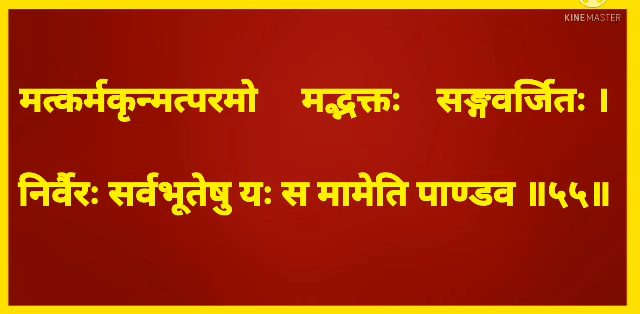 KINEMASTER
मत्कर्मकृन्मत्परमो मद्भक्तः सङ्गवर्जितः ।
निर्वैरः सर्वभूतेषु यः स मामेति पाण्डव ॥५५॥